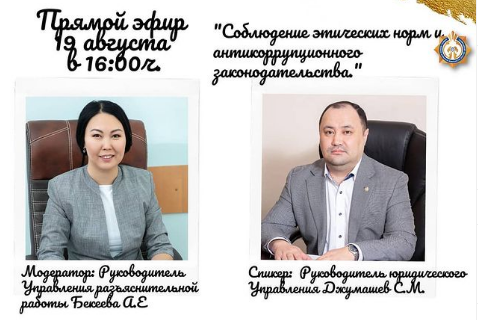 Прямой эфир
19 августа
в 16:00ч.
"Соблюдение этических норм и
антикоррупционного
законодательства."
Модератор: Руководитель
Управления разъяснительной
работы Бекеева А.Е
Спикер: Руководитель юридического
Управления Джумашев С.М.